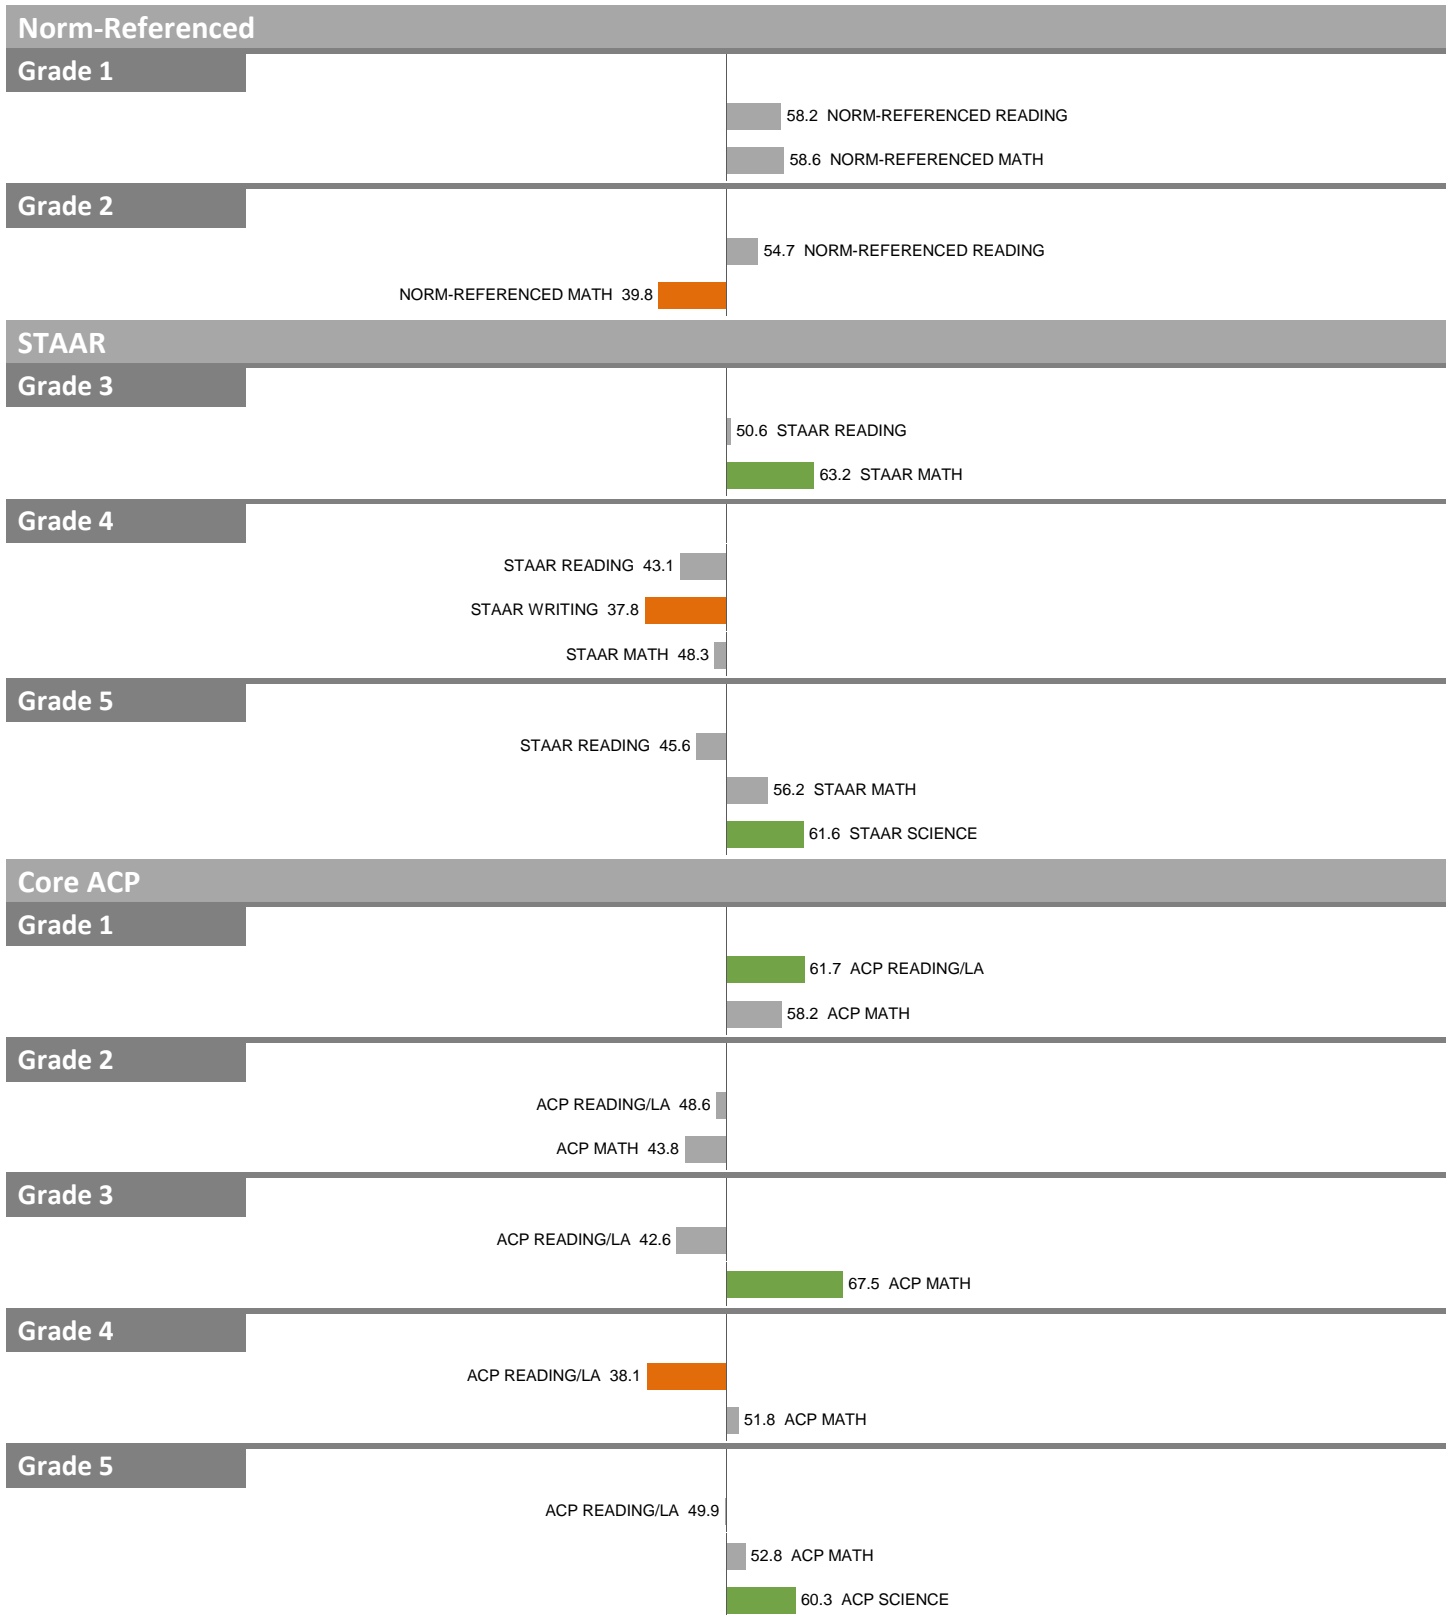 Norm-Referenced
Grade 1
58.2 NORM-REFERENCED READING
58.6 NORM-REFERENCED MATH
Grade 2
54.7 NORM-REFERENCED READING
NORM-REFERENCED MATH 39.8
STAAR
Grade 3
50.6 STAAR READING
63.2 STAAR MATH
Grade 4
STAAR READING 43.1
STAAR WRITING 37.8
STAAR MATH 48.3
Grade 5
STAAR READING 45.6
56.2 STAAR MATH
61.6 STAAR SCIENCE
Core ACP
Grade 1
61.7 ACP READING/LA
58.2 ACP MATH
Grade 2
ACP READING/LA 48.6
ACP MATH 43.8
Grade 3
ACP READING/LA 42.6
67.5 ACP MATH
Grade 4
ACP READING/LA 38.1
51.8 ACP MATH
Grade 5
ACP READING/LA 49.9
52.8 ACP MATH
60.3 ACP SCIENCE